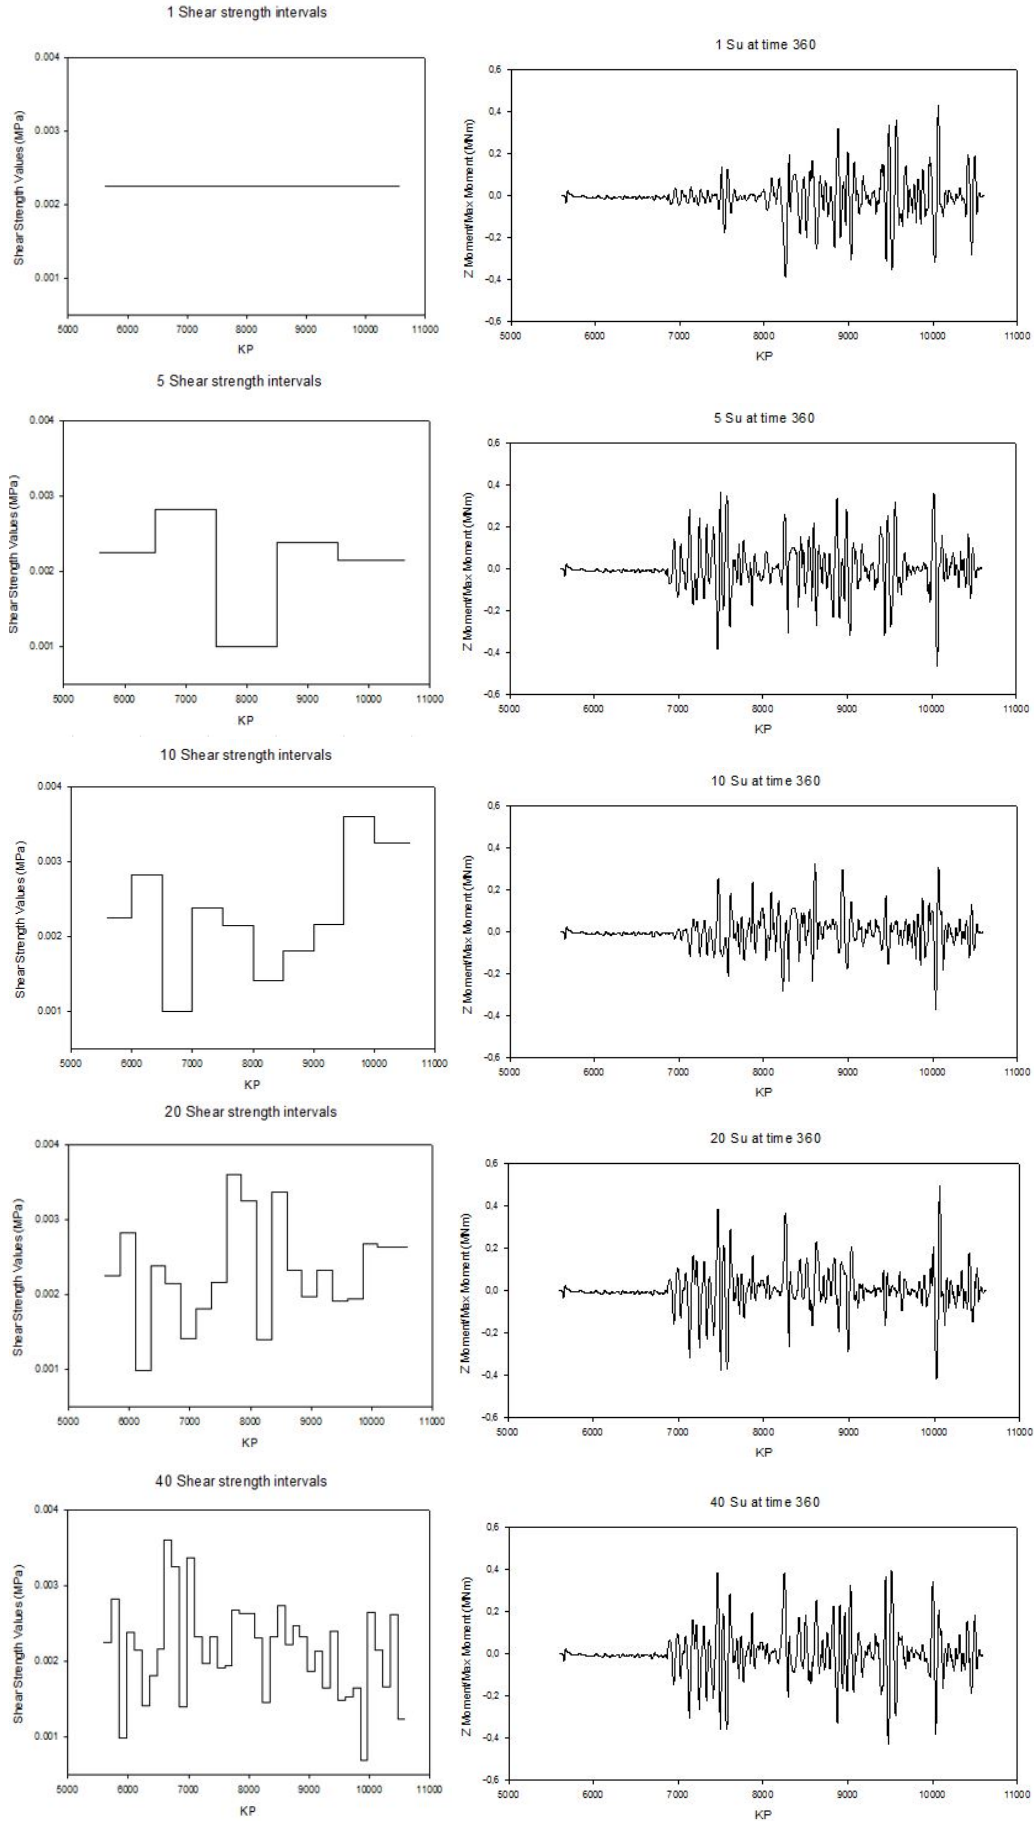 1 Shear strength intervals
0.004
0.003
0.002
0.001
Shear Strength Values (MPa)
5000 6000 7000 8000 9000 10000 11000
KP
1 Su at time 360
0,6
0,4
0,2
0,0
-0,2
-0,4
-0,6
Z Moment/Max Moment (MNm)
5000 6000 7000 8000 9000 10000 11000
KP
5 Shear strength intervals
0.004
0.003
0.002
0.001
Shear Strength Values (MPa)
5000 6000 7000 8000 9000 10000 11000
KP
5 Su at time 360
0,6
0,4
0,2
0,0
-0,2
-0,4
-0,6
Z Moment/Max Moment (MNm)
5000 6000 7000 8000 9000 10000 11000
KP
10 Shear strength intervals
0.004
0.003
0.002
0.001
Shear Strength Values (MPa)
5000 6000 7000 8000 9000 10000 11000
KP
10 Su at time 360
0,6
0,4
0,2
0,0
-0,2
-0,4
-0,6
Z Moment/Max Moment (MNm)
5000 6000 7000 8000 9000 10000 11000
KP
20 Shear strength intervals
0.004
0.003
0.002
0.001
Shear Strength Values (MPa)
5000 6000 7000 8000 9000 10000 11000
KP
20 Su at time 360
0,6
0,4
0,2
0,0
-0,2
-0,4
-0,6
Z Moment/Max Moment (MNm)
5000 6000 7000 8000 9000 10000 11000
KP
40 Shear strength intervals
0.004
0.003
0.002
0.001
Shear Strength Values (MPa)
5000 6000 7000 8000 9000 10000 11000
KP
40 Su at time 360
0,6
0,4
0,2
0,0
-0,2
-0,4
-0,6
Z Moment/Max Moment (MNm)
5000 6000 7000 8000 9000 10000 11000
KP